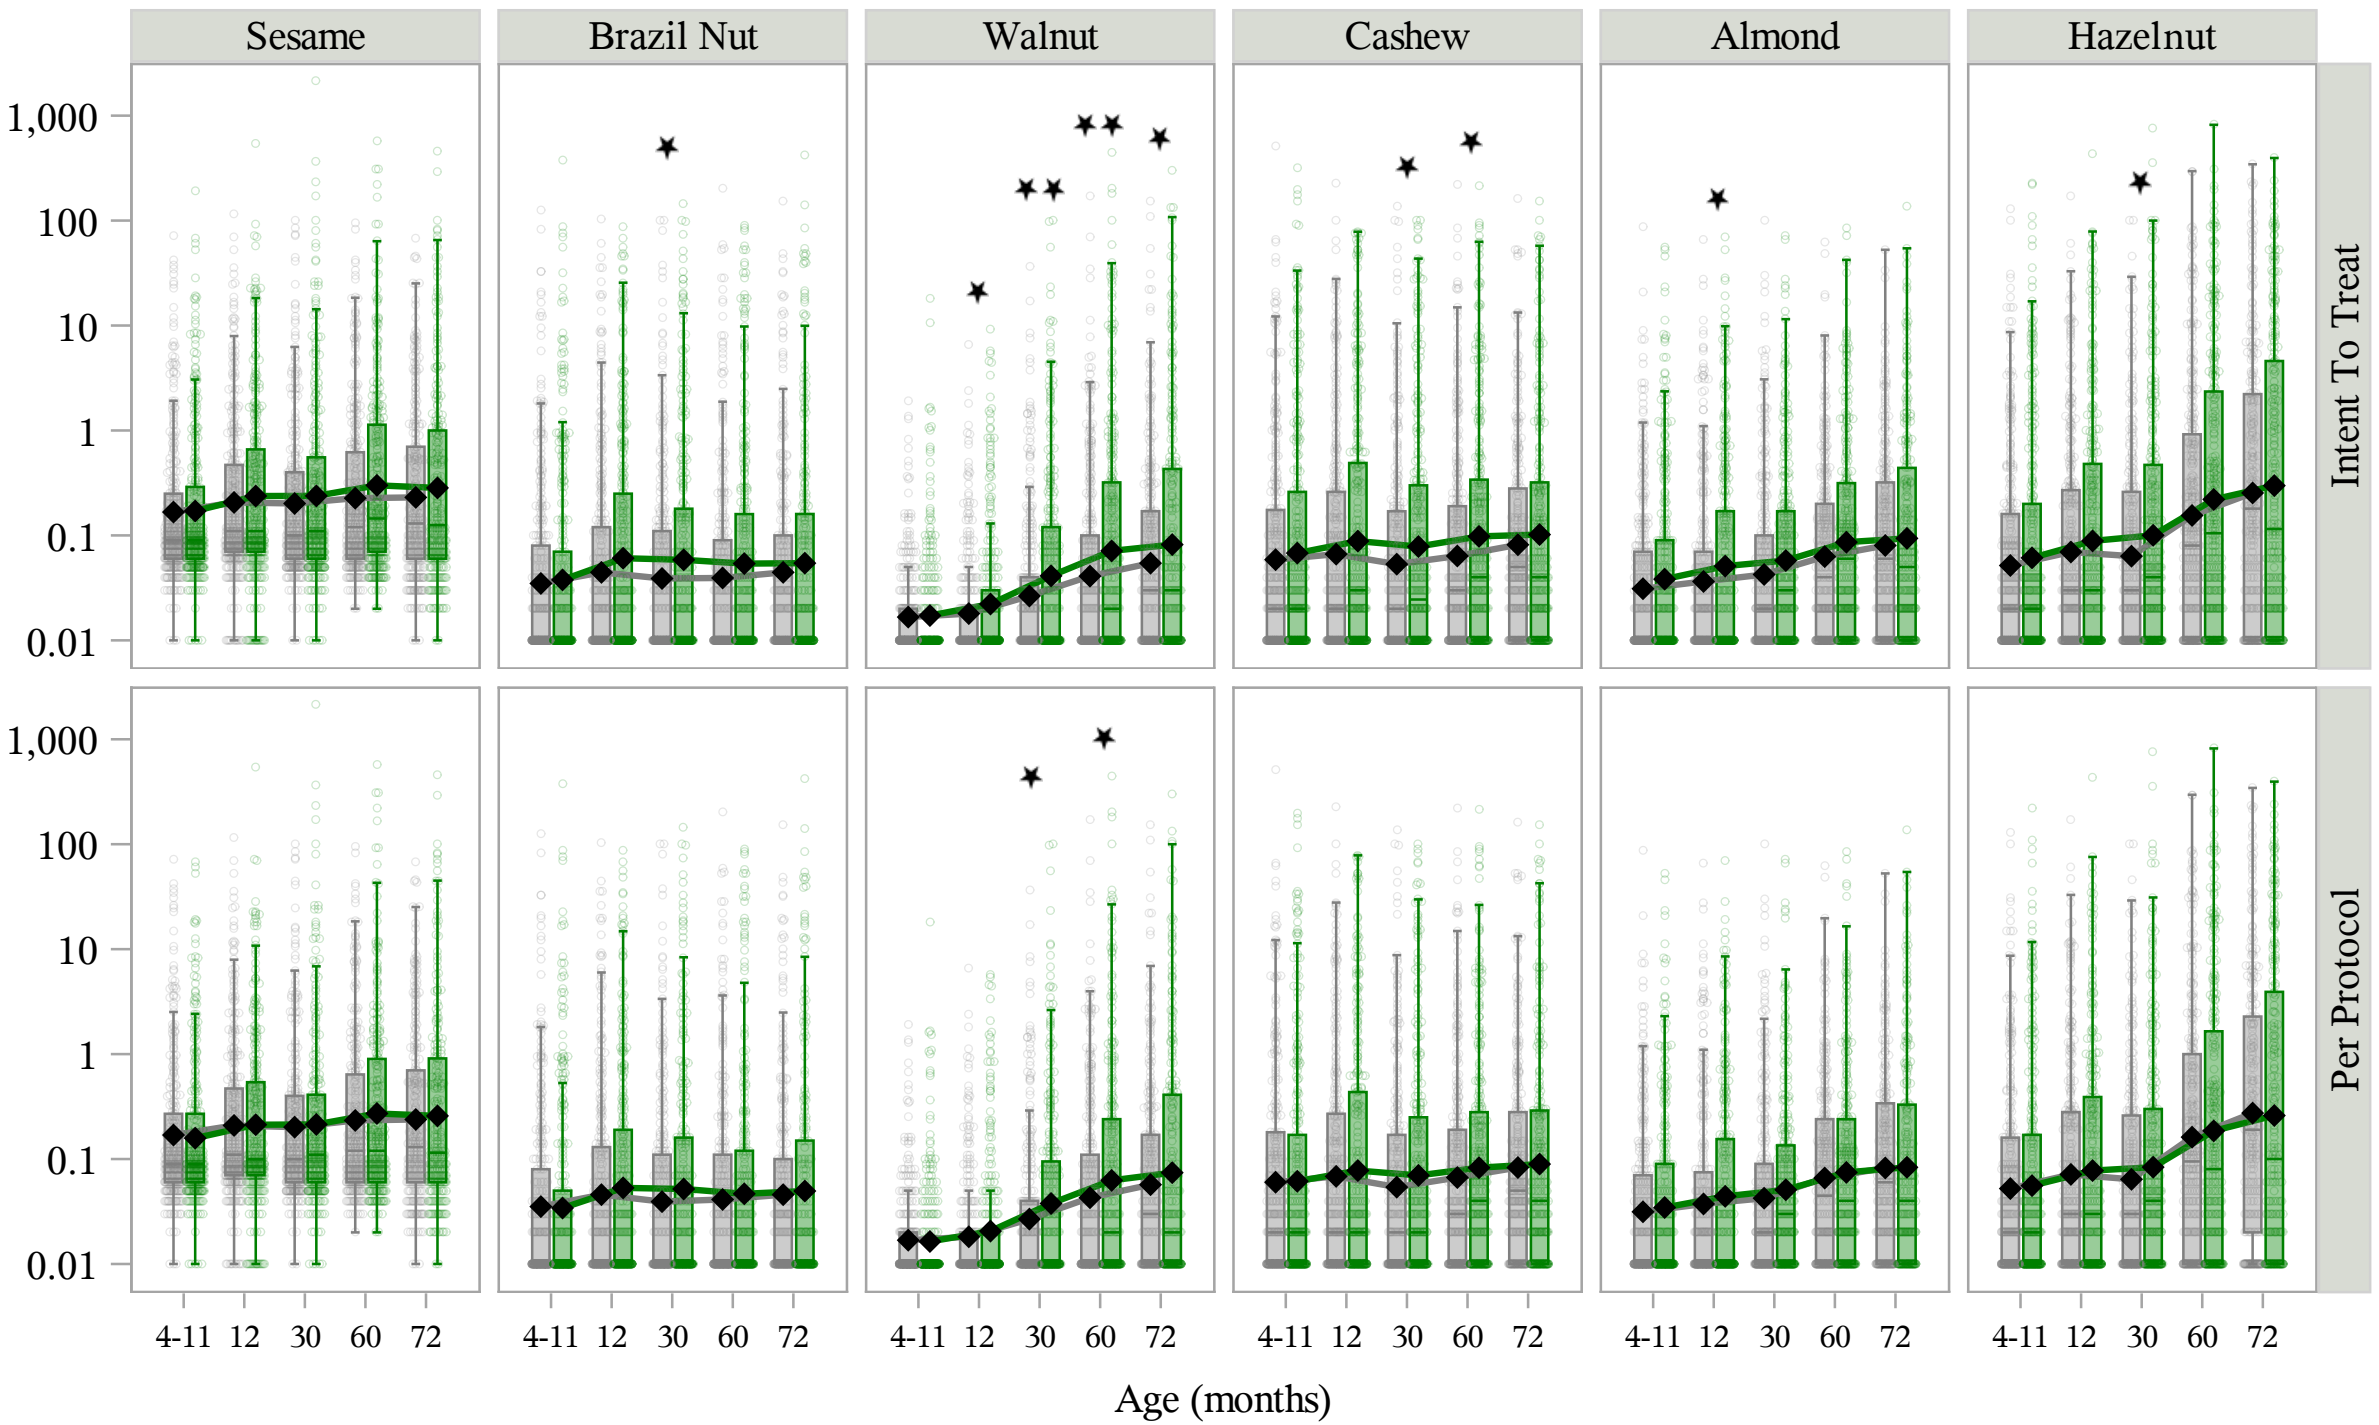 Sesame Brazil Nut Walnut Cashew Almond Hazelnut
1,000
100
10
1
0.1
0.01
Intent To Treat
1,000
100
10
1
0.1
0.01
Per Protocol
4-11 12 30 60 72 4-11 12 30 60 72 4-11 12 30 60 72 4-11 12 30 60 72 4-11 12 30 60 72 4-11 12 30 60 72
Age (months)